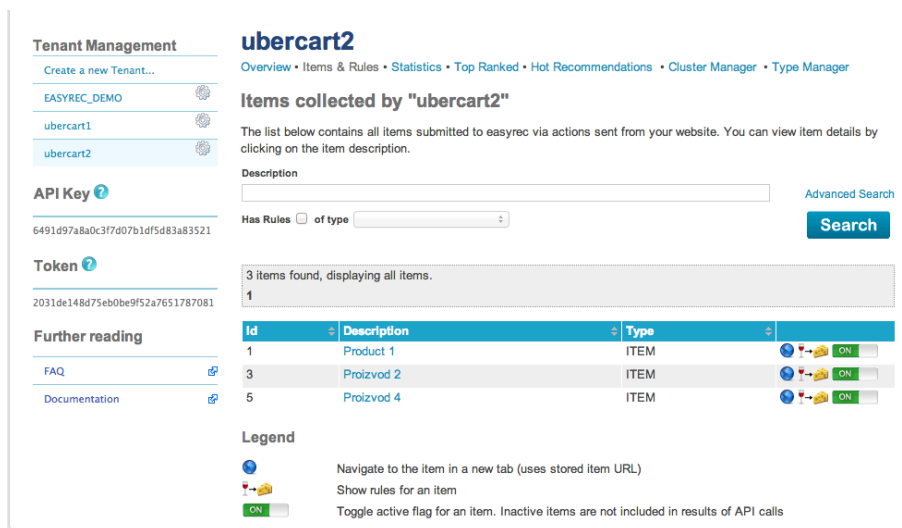 Tenant Management
Create a new Tenant...
EASYREC_DEMO
ubercart1
ubercart2
API Key ?
6491d97a8a0c3f7d07b1df5d83a83521
Token ?
2031de148d75eb0be9f52a7651787081
Further reading
FAQ
Documentation
ubercart2
Overview • Items & Rules • Statistics • Top Ranked • Hot Recommendations • Cluster Manager • Type Manager
Items collected by "ubercart2"
The list below contains all items submitted to easyrec via actions sent from your website. You can view item details by
clicking on the item description.
Description
Advanced Search
Has Rules of type
Search
3 items found, displaying all items.
1
Id Description Type
1 Product 1 ITEM ON
3 Proizvod 2 ITEM ON
5 Proizvod 4 ITEM ON
Legend
Navigate to the item in a new tab (uses stored item URL)
Show rules for an item
ON Toggle active flag for an item. Inactive items are not included in results of API calls